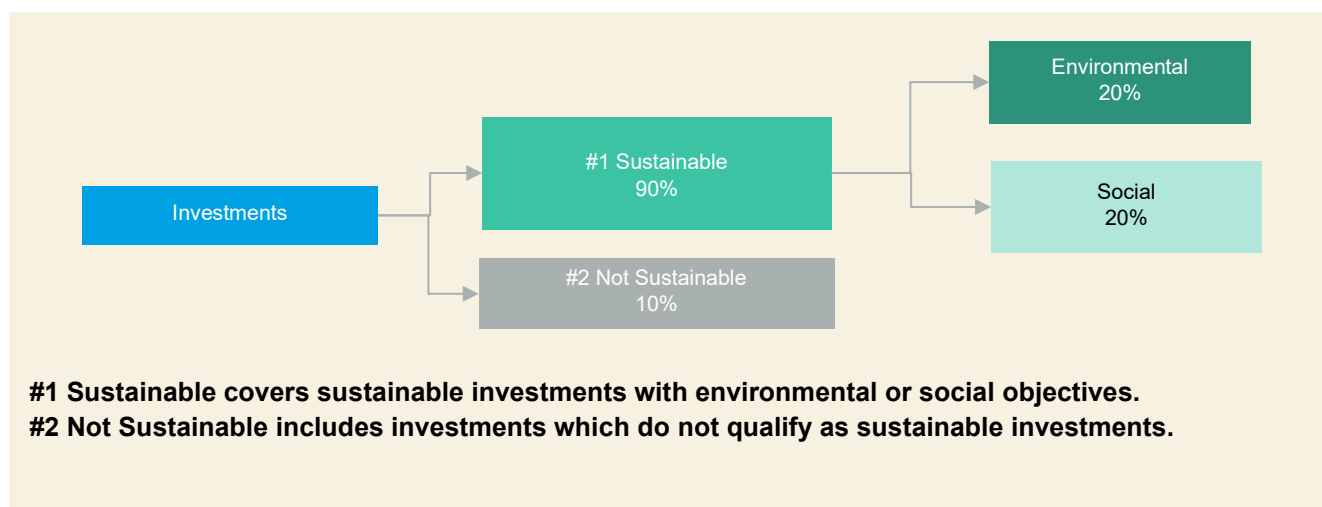 Environmental
20%
#1 Sustainable
90%
Social
20%
Investments
#2 Not Sustainable
10%
#1 Sustainable covers sustainable investments with environmental or social objectives.
#2 Not Sustainable includes investments which do not qualify as sustainable investments.